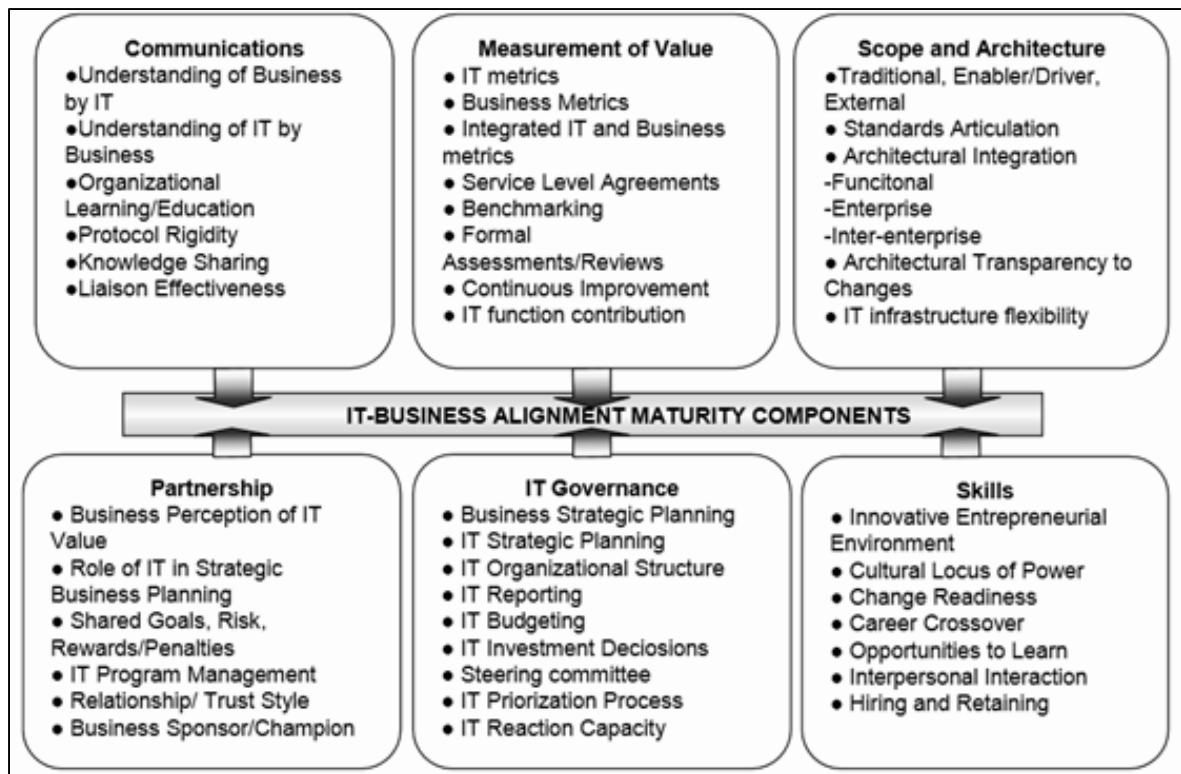 Communications
●Understanding of Business
by IT
●Understanding of IT by
Business
●Organizational
Learning/Education
●Protocol Rigidity
●Knowledge Sharing
●Liaison Effectiveness
Measurement of Value
● IT metrics
● Business Metrics
● Integrated IT and Business
metrics
● Service Level Agreements
● Benchmarking
● Formal
Assessments/Reviews
● Continuous Improvement
● IT function contribution
Scope and Architecture
●Traditional, Enabler/Driver,
External
● Standards Articulation
● Architectural Integration
-Funcitonal
-Enterprise
-Inter-enterprise
● Architectural Transparency to
Changes
● IT infrastructure flexibility
IT-BUSINESS ALIGNMENT MATURITY COMPONENTS
Partnership
● Business Perception of IT
Value
● Role of IT in Strategic
Business Planning
● Shared Goals, Risk,
Rewards/Penalties
● IT Program Management
● Relationship/ Trust Style
● Business Sponsor/Champion
IT Governance
● Business Strategic Planning
● IT Strategic Planning
● IT Organizational Structure
● IT Reporting
● IT Budgeting
● IT Investment Deciosions
● Steering committee
● IT Priorization Process
● IT Reaction Capacity
Skills
● Innovative Entrepreneurial
Environment
● Cultural Locus of Power
● Change Readiness
● Career Crossover
● Opportunities to Learn
● Interpersonal Interaction
● Hiring and Retaining